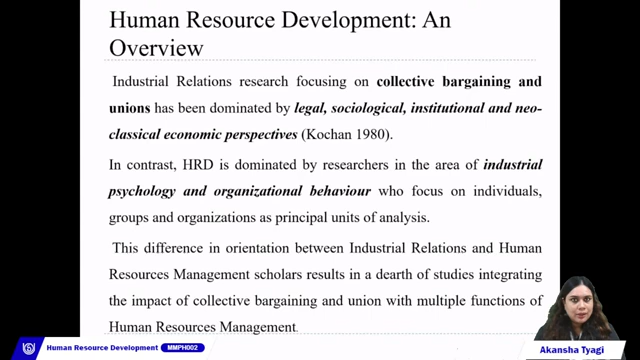 Human Resource Development: An
Overview
Industrial Relations research focusing on collective bargaining and
unions has been dominated by legal, sociological, institutional and neo-
classical economic perspectives (Kochan 1980).
In contrast, HRD is dominated by researchers in the area of industrial
psychology and organizational behaviour who focus on individuals,
groups and organizations as principal units of analysis.
This difference in orientation between Industrial Relations and Human
Resources Management scholars results in a dearth of studies integrating
the impact of collective bargaining and union with multiple functions of
Human Resources Management.
Human Resource Development MMPH002
Akansha Tyagi